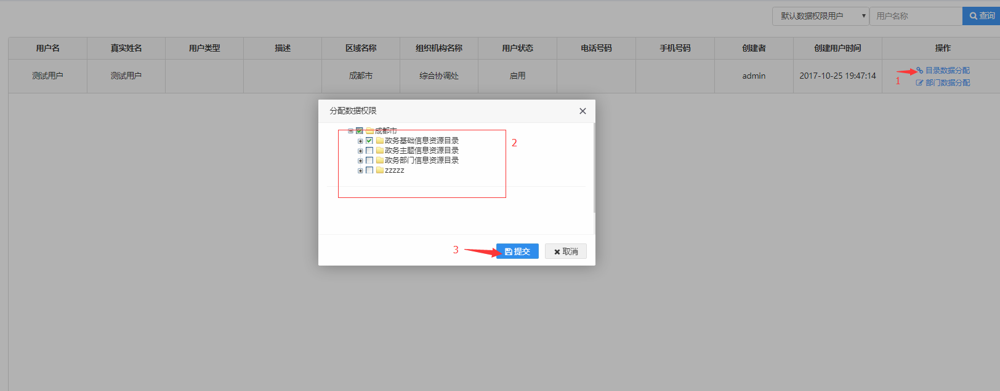 默认数据权限用户 用户名称 查询
用户名 真实姓名 用户类型 描述 区域名称 组织机构名称 用户状态 电话号码 手机号码 创建者 创建用户时间 操作
测试用户 测试用户 成都市 综合协调处 启用 admin 2017-10-25 19:47:14 目录数据分配
1 部门数据分配
分配数据权限
成都市
政务基础信息资源目录 2
政务主题信息资源目录
政务部门信息资源目录
zzzzz
3 提交 取消